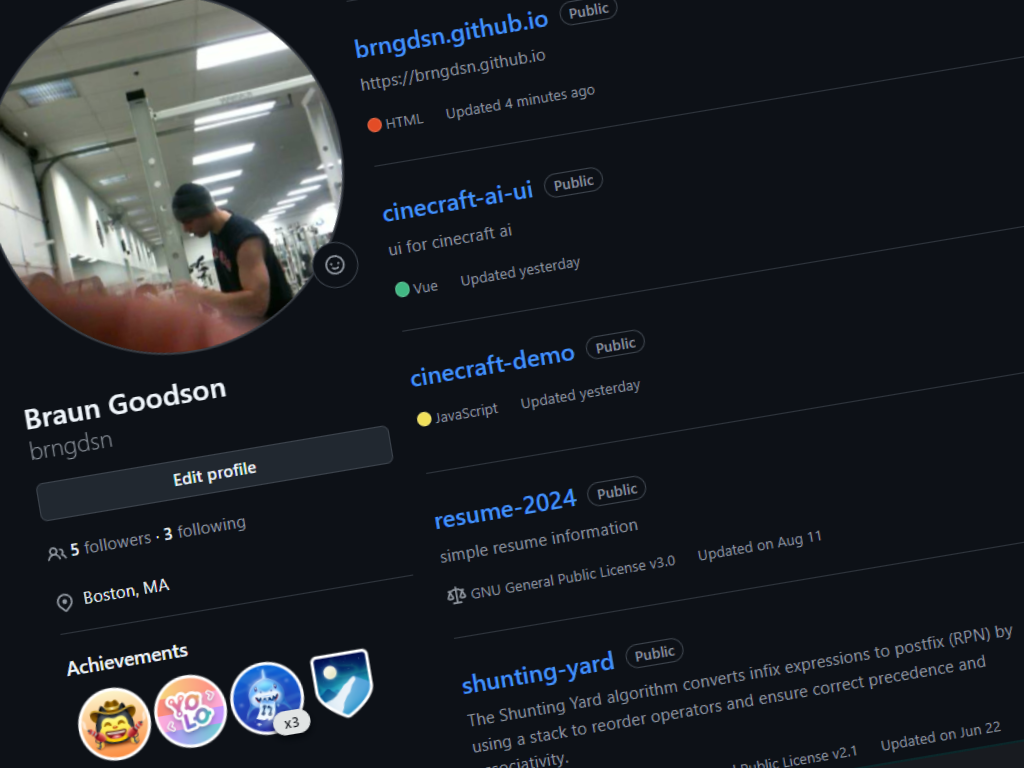 brngdsn.github.io Public
https://brngdsn.github.io
HTML Updated 4 minutes ago
cinecraft-ai-ui Public
ui for cinecraft ai
Vue Updated yesterday
cinecraft-demo Public
JavaScript Updated yesterday
resume-2024 Public
simple resume information
GNU General Public License v3.0 Updated on Aug 11
shunting-yard Public
The Shunting Yard algorithm converts infix expressions to postfix (RPN) by
using a stack to reorder operators and ensure correct precedence and
sociativity.
Public License v2.1 Updated on Jun 22
Braun Goodson
brngdsn
Edit profile
5 followers · 3 following
Boston, MA
Achievements
YOLO
x3